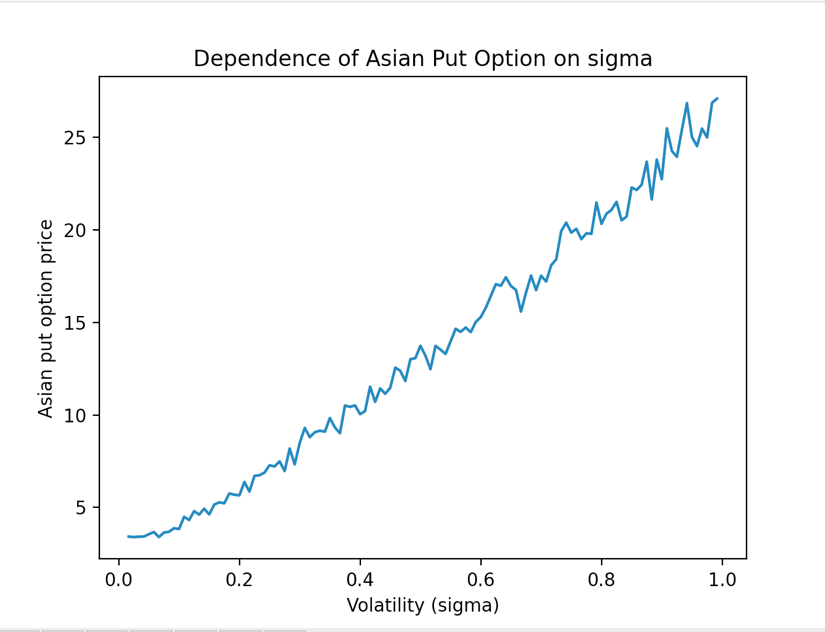 Dependence of Asian Put Option on sigma
Asian put option price
25
20
15
10
5
0.0 0.2 0.4 0.6 0.8 1.0
Volatility (sigma)